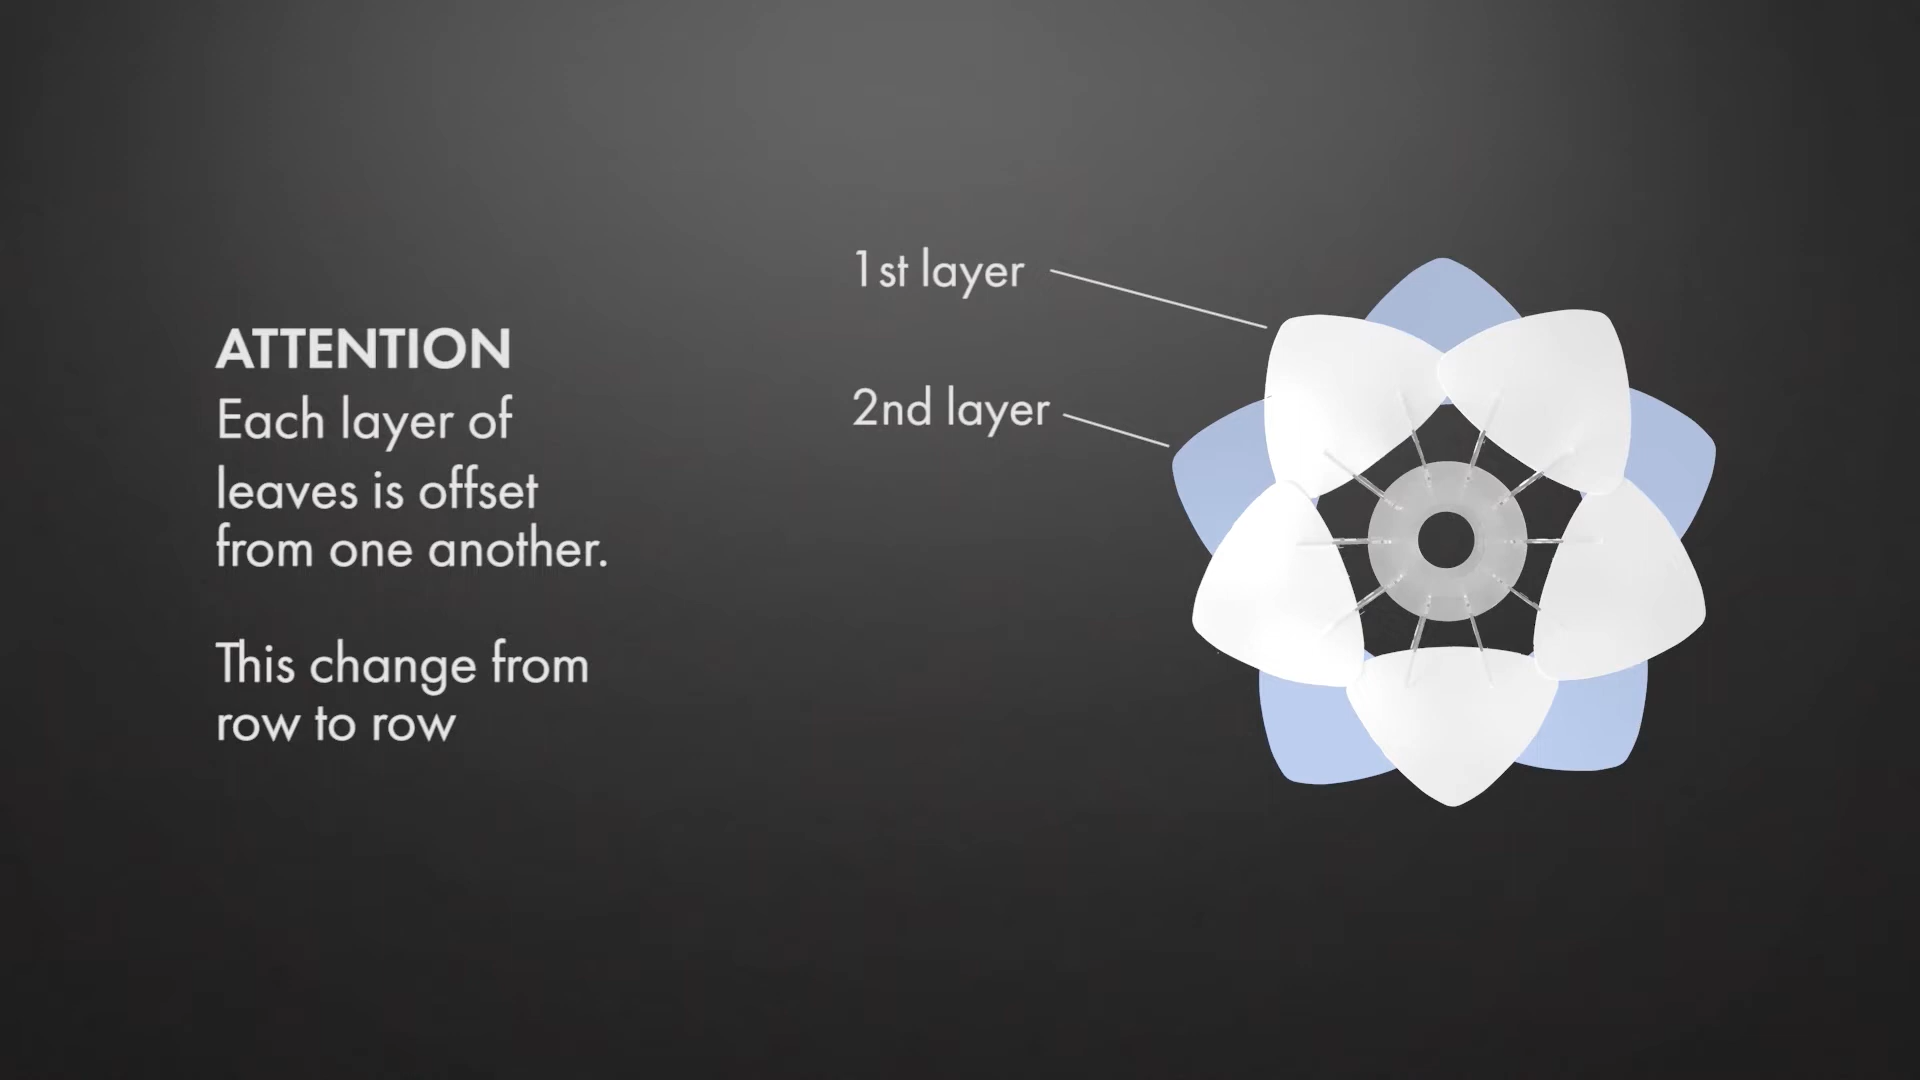 ATTENTION
Each layer of
leaves is offset
from one another.
This change from
row to row
1st layer
2nd layer